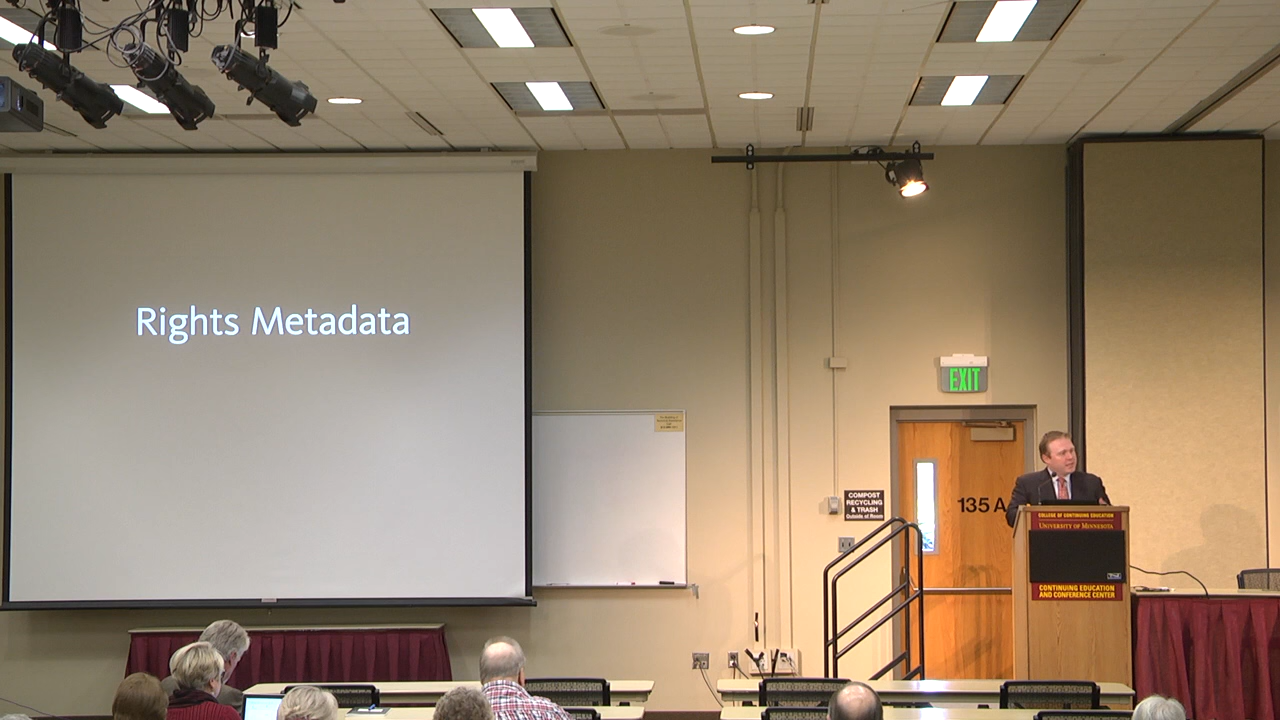 Rights Metadata
EXIT
COMPOST
RECYCLING
& TRASH
Outside of Room
135 A
COLLEGE OF CONTINUING EDUCATION
UNIVERSITY OF MINNESOTA
CONTINUING EDUCATION
AND CONFERENCE CENTER